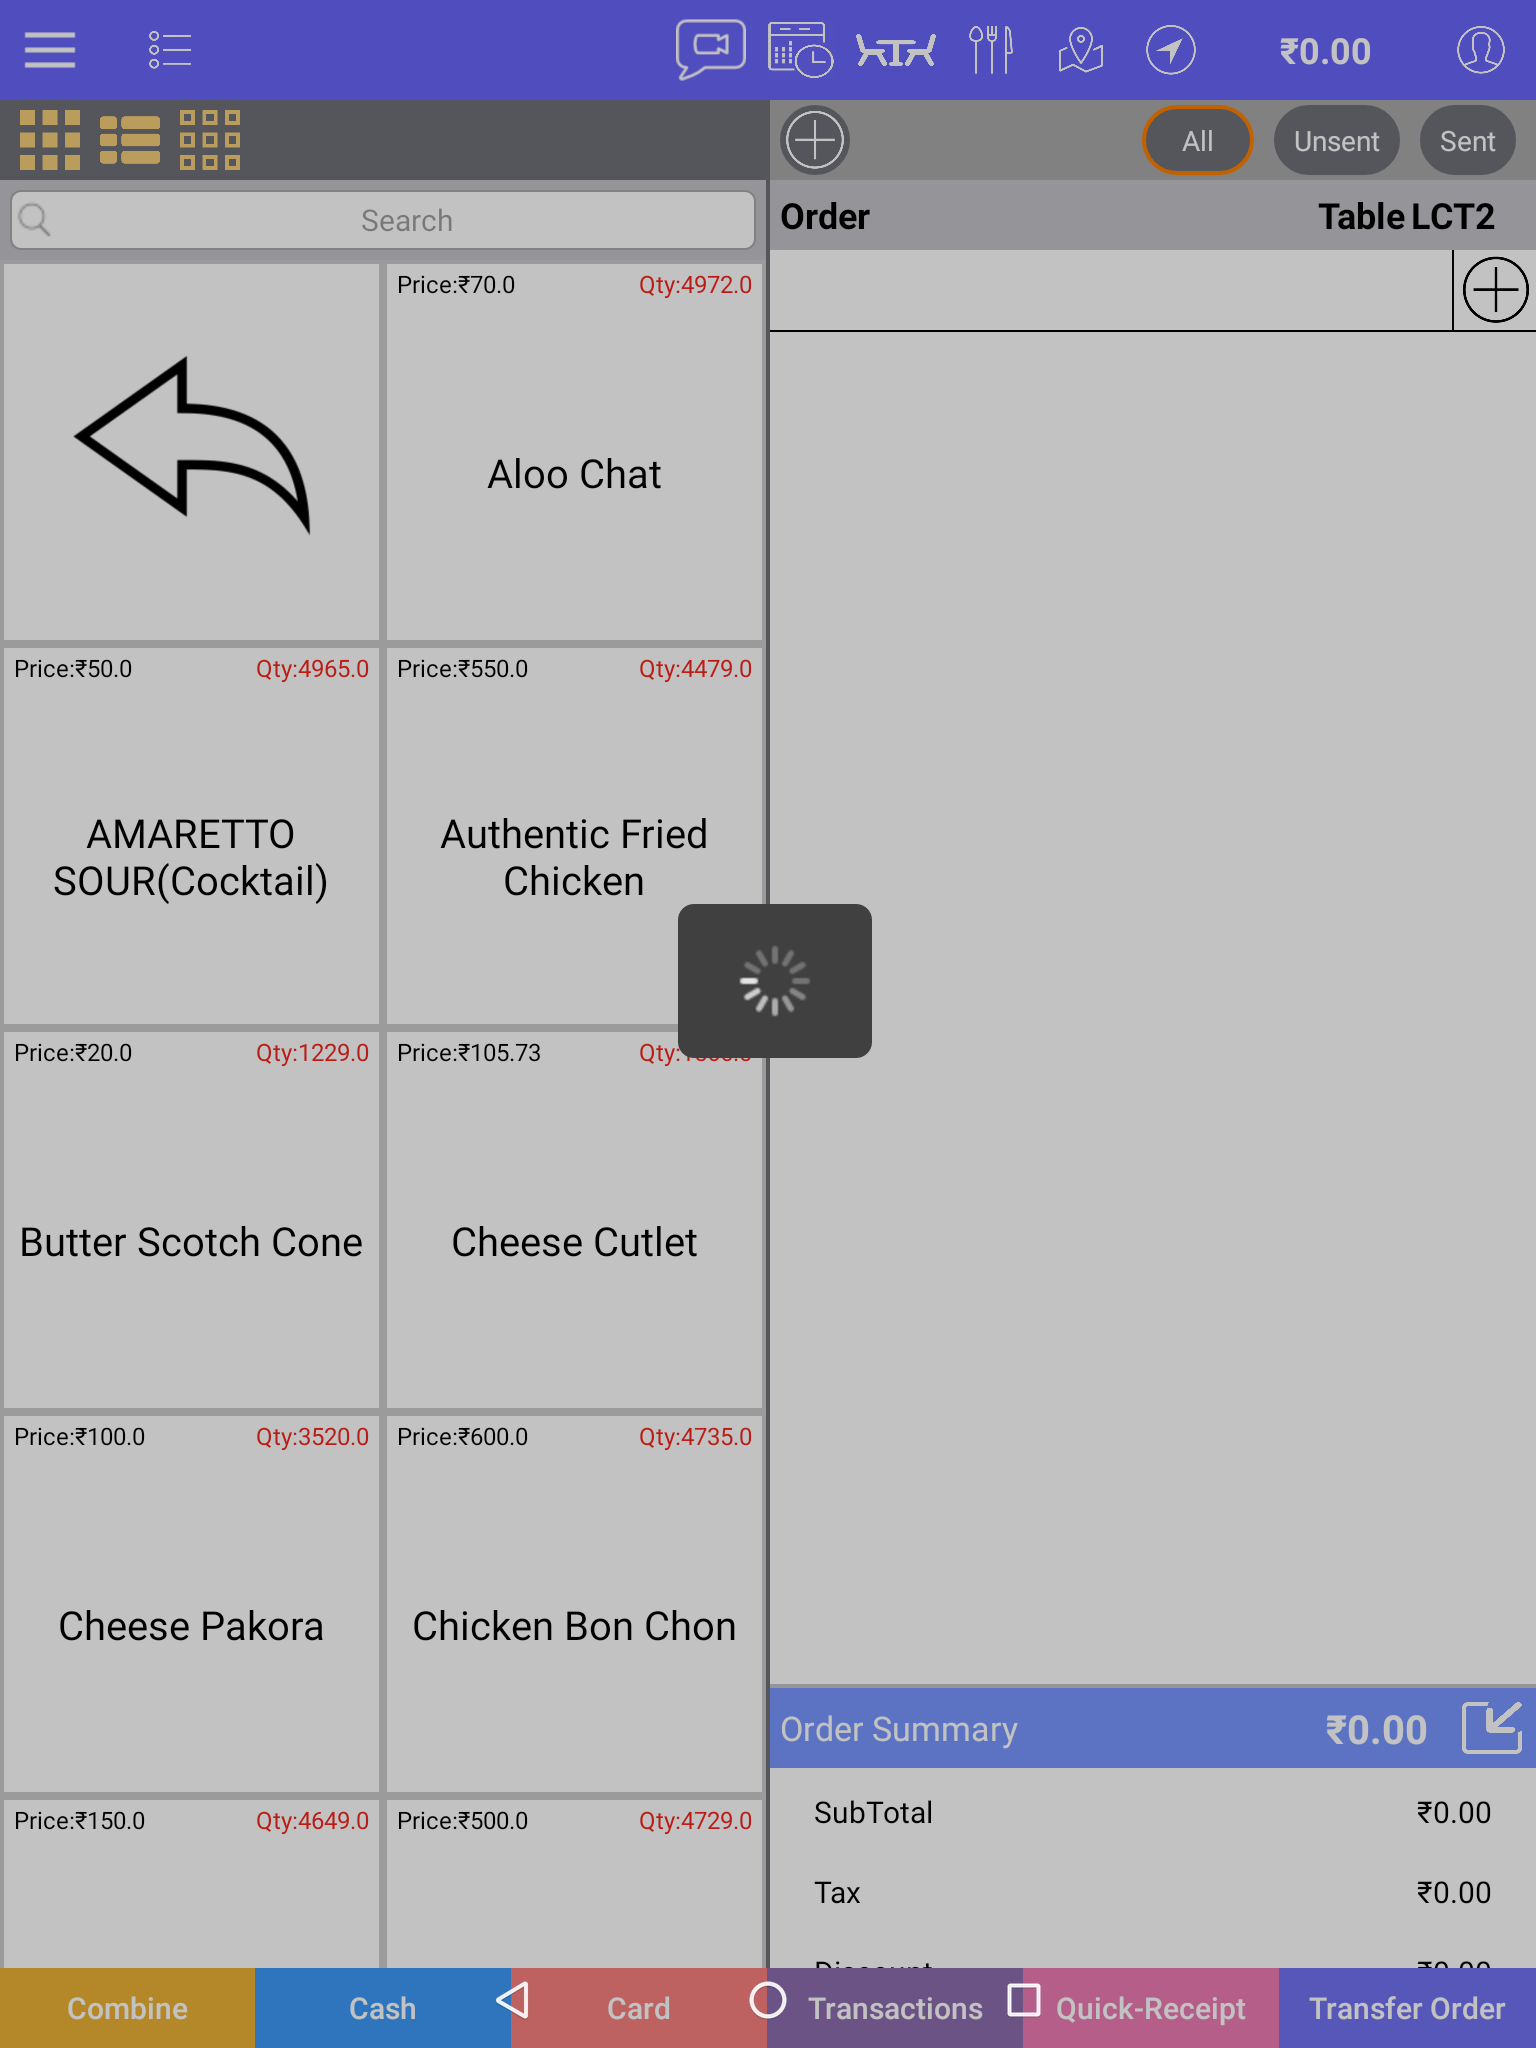 ₹0.00
All
Unsent
Sent
Search
Order
Table LCT2
Price:₹70.0
Qty:4972.0
Aloo Chat
Price:₹50.0
Qty:4965.0
AMARETTO
SOUR(Cocktail)
Price:₹550.0
Qty:4479.0
Authentic Fried
Chicken
Price:₹20.0
Qty:1229.0
Butter Scotch Cone
Price:₹105.73
Qty:
Cheese Cutlet
Price:₹100.0
Qty:3520.0
Cheese Pakora
Price:₹600.0
Qty:4735.0
Chicken Bon Chon
Price:₹150.0
Qty:4649.0
Price:₹500.0
Qty:4729.0
Order Summary
₹0.00
SubTotal
₹0.00
Tax
₹0.00
Combine
Cash
Card
Transactions
Quick-Receipt
Transfer Order